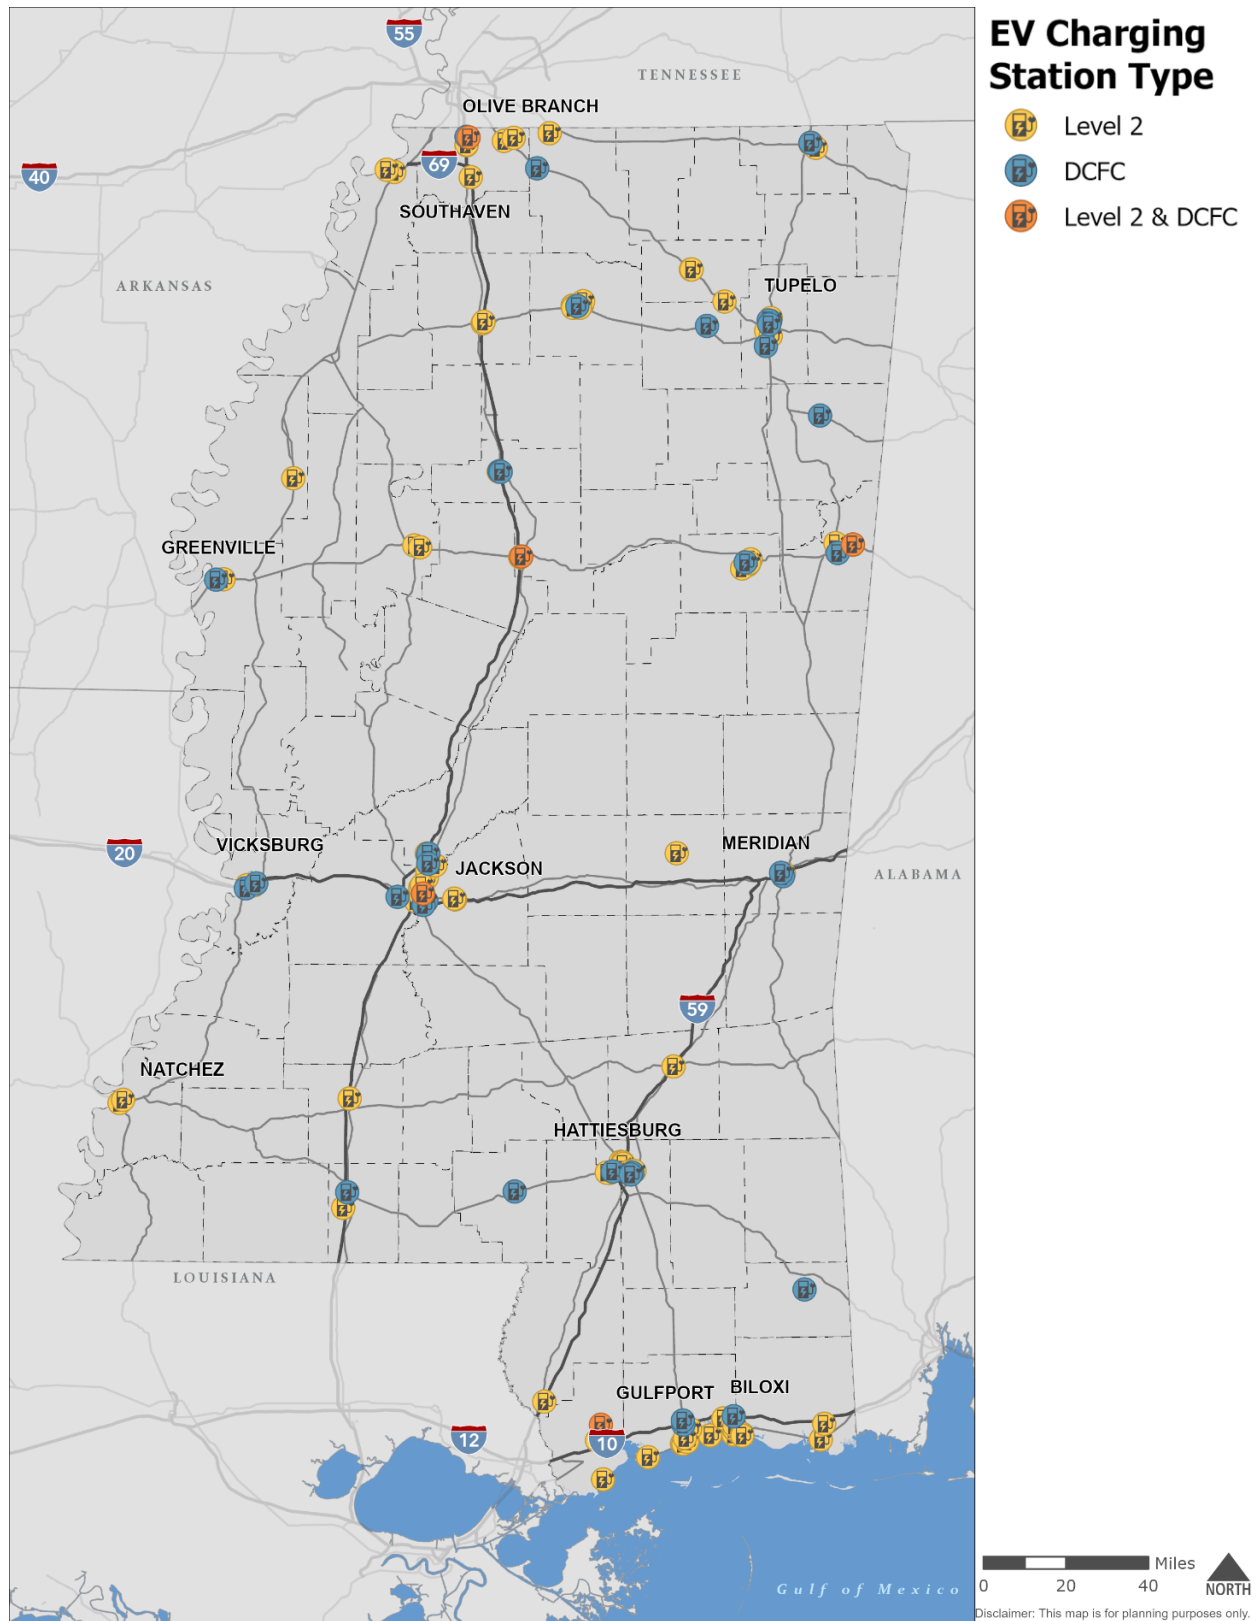 EV Charging
Station Type
Level 2
DCFC
Level 2 & DCFC
55
TENNESSEE
OLIVE BRANCH
69
40
SOUTHAVEN
ARKANSAS
TUPELO
GREENVILLE
20
VICKSBURG
JACKSON
MERIDIAN
ALABAMA
59
NATCHEZ
HATTIESBURG
LOUISIANA
GULFPORT
BILOXI
12
10
Gulf of Mexico
Miles
0 20 40
NORTH
Disclaimer: This map is for planning purposes only.